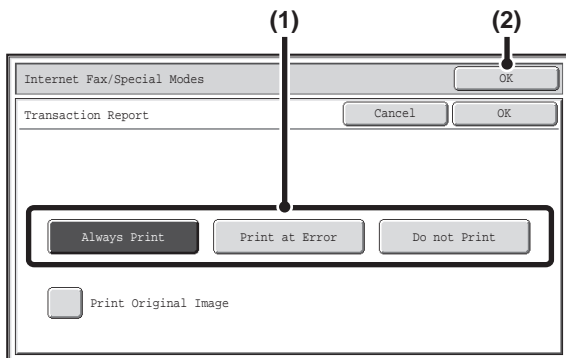 (1) (2)
Internet Fax/Special Modes OK
Transaction Report Cancel OK
Always Print Print at Error Do not Print
Print Original Image